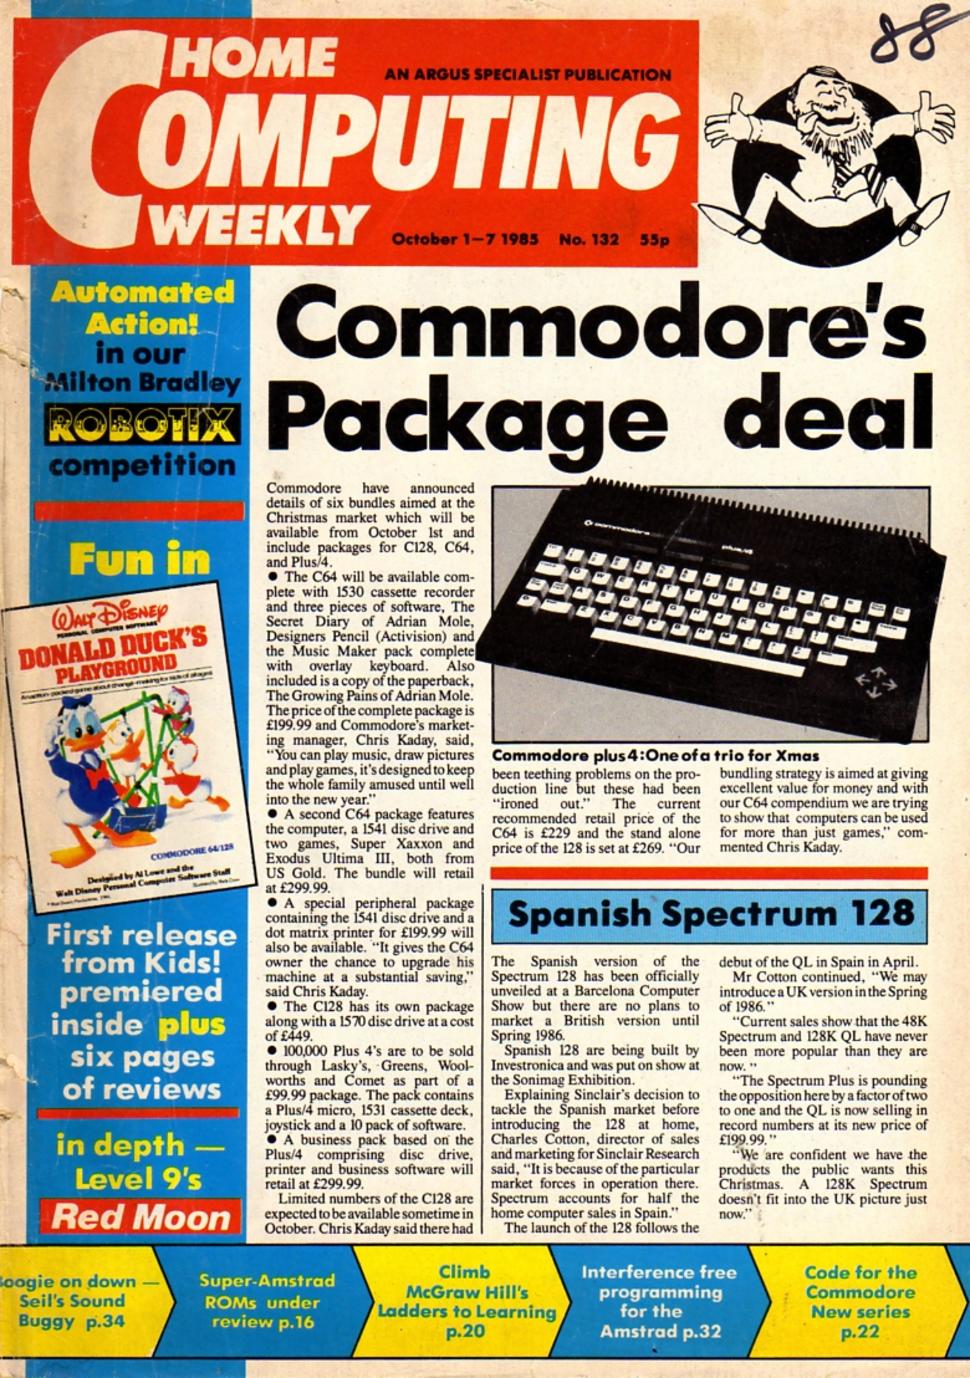 88
HOME
AN ARGUS SPECIALIST PUBLICATION
COMPUTING
WEEKLY
October 1–7 1985 No. 132 55p
Automated
Action!
in our
Milton Bradley
ROBOTIX
competition
Fun in
WALT DISNEY
PERSONAL COMPUTER SOFTWARE
DONALD DUCK'S
PLAYGROUND
An action-packed game about change-making for kids of all ages
COMMODORE 64/128
Designed by Al Lowe and the
Walt Disney Personal Computer Software Staff
First release
from Kids!
premiered
inside plus
six pages
of reviews
in depth —
Level 9's
Red Moon
Commodore's
Package deal
Commodore have announced
details of six bundles aimed at the
Christmas market which will be
available from October 1st and
include packages for C128, C64,
and Plus/4.
● The C64 will be available com-
plete with 1530 cassette recorder
and three pieces of software, The
Secret Diary of Adrian Mole,
Designers Pencil (Activision) and
the Music Maker pack complete
with overlay keyboard. Also
included is a copy of the paperback,
The Growing Pains of Adrian Mole.
The price of the complete package is
£199.99 and Commodore's market-
ing manager, Chris Kaday, said,
"You can play music, draw pictures
and play games, it's designed to keep
the whole family amused until well
into the new year."
● A second C64 package features
the computer, a 1541 disc drive and
two games, Super Xaxxon and
Exodus Ultima III, both from
US Gold. The bundle will retail
at £299.99.
● A special peripheral package
containing the 1541 disc drive and a
dot matrix printer for £199.99 will
also be available. "It gives the C64
owner the chance to upgrade his
machine at a substantial saving,"
said Chris Kaday.
● The C128 has its own package
along with a 1570 disc drive at a cost
of £449.
● 100,000 Plus 4's are to be sold
through Lasky's, Greens, Wool-
worths and Comet as part of a
£99.99 package. The pack contains
a Plus/4 micro, 1531 cassette deck,
joystick and a 10 pack of software.
● A business pack based on the
Plus/4 comprising disc drive,
printer and business software will
retail at £299.99.
Limited numbers of the C128 are
expected to be available sometime in
October. Chris Kaday said there had
commodore
plus/4
Commodore plus4:One of a trio for Xmas
been teething problems on the pro-
duction line but these had been
"ironed out." The current
recommended retail price of the
C64 is £229 and the stand alone
price of the 128 is set at £269. "Our
bundling strategy is aimed at giving
excellent value for money and with
our C64 compendium we are trying
to show that computers can be used
for more than just games," com-
mented Chris Kaday.
Spanish Spectrum 128
The Spanish version of the
Spectrum 128 has been officially
unveiled at a Barcelona Computer
Show but there are no plans to
market a British version until
Spring 1986.
Spanish 128 are being built by
Investronica and was put on show at
the Sonimag Exhibition.
Explaining Sinclair's decision to
tackle the Spanish market before
introducing the 128 at home,
Charles Cotton, director of sales
and marketing for Sinclair Research
said, "It is because of the particular
market forces in operation there.
Spectrum accounts for half the
home computer sales in Spain."
The launch of the 128 follows the
debut of the QL in Spain in April.
Mr Cotton continued, "We may
introduce a UK version in the Spring
of 1986."
"Current sales show that the 48K
Spectrum and 128K QL have never
been more popular than they are
now. "
"The Spectrum Plus is pounding
the opposition here by a factor of two
to one and the QL is now selling in
record numbers at its new price of
£199.99."
"We are confident we have the
products the public wants this
Christmas. A 128K Spectrum
doesn't fit into the UK picture just
now."
Boogie on down —
Seil's Sound
Buggy p.34
Super-Amstrad
ROMs under
review p.16
Climb
McGraw Hill's
Ladders to Learning
p.20
Interference free
programming
for the
Amstrad p.32
Code for the
Commodore
New series
p.22